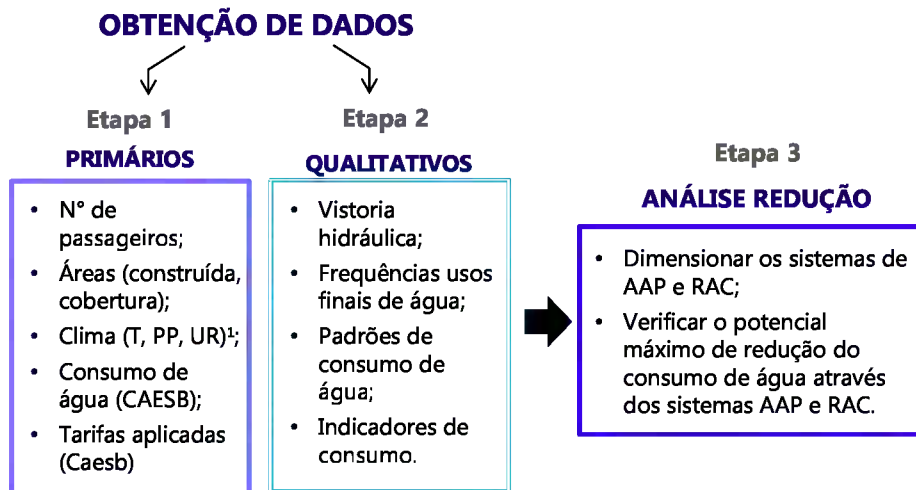 OBTENÇÃO DE DADOS
Etapa 1
PRIMÁRIOS
• N° de
passageiros;
• Áreas (construída,
cobertura);
• Clima (T, PP, UR)¹;
• Consumo de
água (CAESB);
• Tarifas aplicadas
(Caesb)
Etapa 2
QUALITATIVOS
• Vistoria
hidráulica;
• Frequências usos
finais de água;
• Padrões de
consumo de
água;
• Indicadores de
consumo.
Etapa 3
ANÁLISE REDUÇÃO
• Dimensionar os sistemas de
AAP e RAC;
• Verificar o potencial
máximo de redução do
consumo de água através
dos sistemas AAP e RAC.